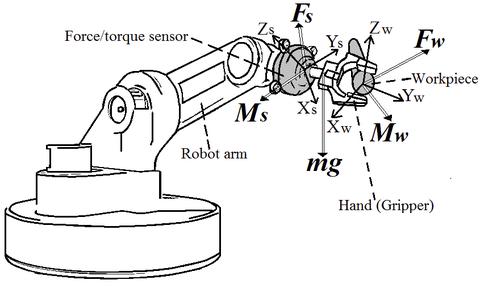 Fs
Zs
Zw
Force/torque sensor
Ys
Fw
Workpiece
Yw
Ms
Xs
Xw
Mw
Robot arm
mg
Hand (Gripper)